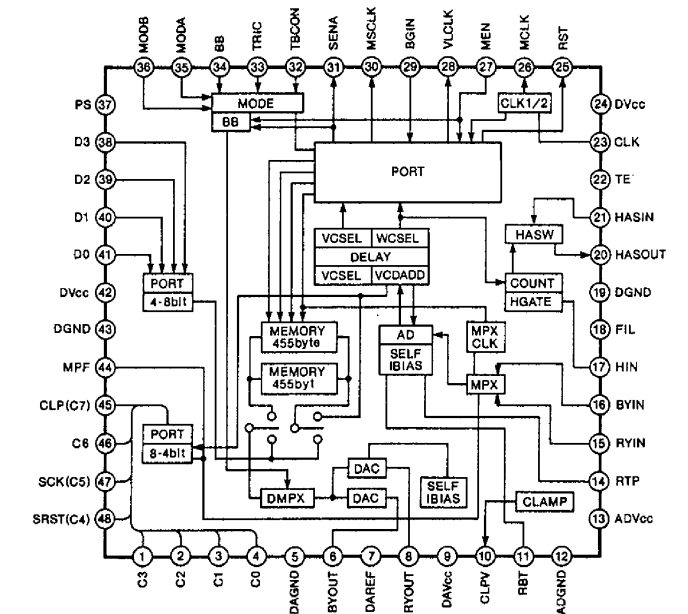 MODB
MODA
BB
TRIC
TBCON
SENA
MSCLK
BGIN
VLCLK
MEN
MCLK
RST
36
35
34
33
32
31
30
29
28
27
26
25
PS 37
D3 38
D2 39
D1 40
D0 41
DVcc 42
DGND 43
MPF 44
CLP(C7) 45
C6 46
SCK(C5) 47
SRST(C4) 48
24 DVcc
23 CLK
22 TE
21 HASIN
20 HASOUT
19 DGND
18 FIL
17 HIN
16 BYIN
15 RYIN
14 RTP
13 ADVcc
MODE
BB
CLK1/2
PORT
VCSEL WCSEL
DELAY
VCSEL VCDADD
HASW
COUNT
HGATE
PORT
4-8bit
MEMORY
455byte
MEMORY
455byt
AD
SELF
IBIAS
MPX
CLK
MPX
PORT
8-4bit
DMPX
DAC
DAC
SELF
IBIAS
CLAMP
1
2
3
4
5
6
7
8
9
10
11
12
C3
C2
C1
C0
DAGND
BYOUT
DAREF
RYOUT
DAVcc
CLPV
RBT
ADGND